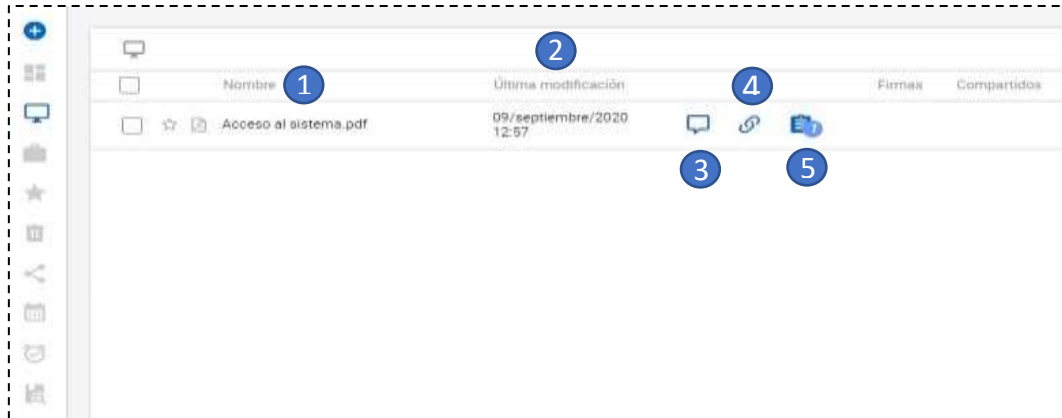 2
Nombre 1 Última modificación 4 Firmas Compartidos
Acceso al sistema.pdf 09/septiembre/2020
12:57
3 5